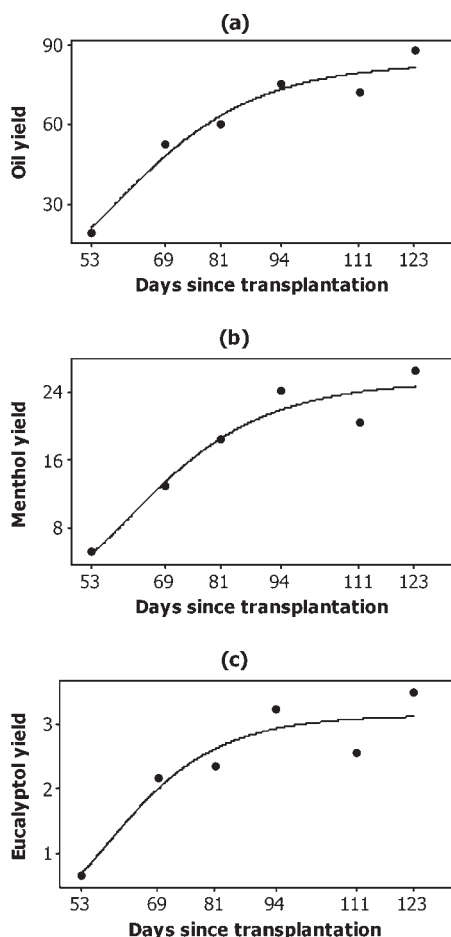 (a)
90
60
30
Oil yield
53 69 81 94 111 123
Days since transplantation
(b)
24
16
8
Menthol yield
53 69 81 94 111 123
Days since transplantation
(c)
3
2
1
Eucalyptol yield
53 69 81 94 111 123
Days since transplantation